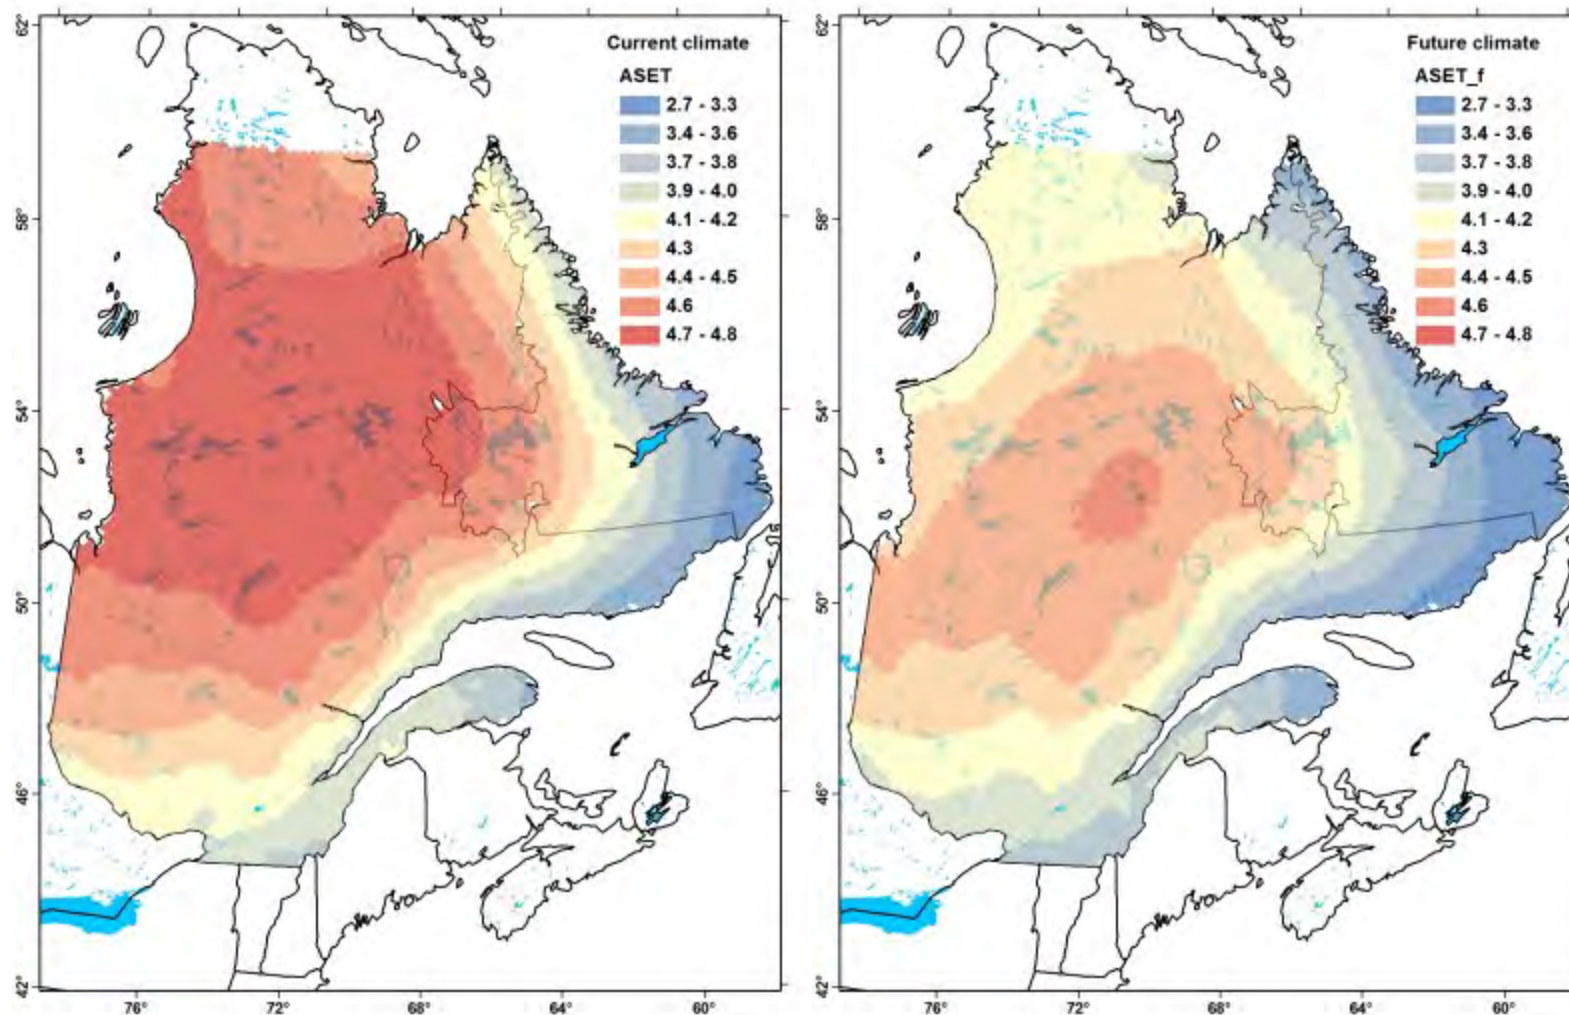 Current climate
ASET
2.7 - 3.3
3.4 - 3.6
3.7 - 3.8
3.9 - 4.0
4.1 - 4.2
4.3
4.4 - 4.5
4.6
4.7 - 4.8
62°
58°
54°
50°
46°
42°
76°
72°
68°
64°
60°
Future climate
ASET_f
2.7 - 3.3
3.4 - 3.6
3.7 - 3.8
3.9 - 4.0
4.1 - 4.2
4.3
4.4 - 4.5
4.6
4.7 - 4.8
62°
58°
54°
50°
46°
42°
76°
72°
68°
64°
60°